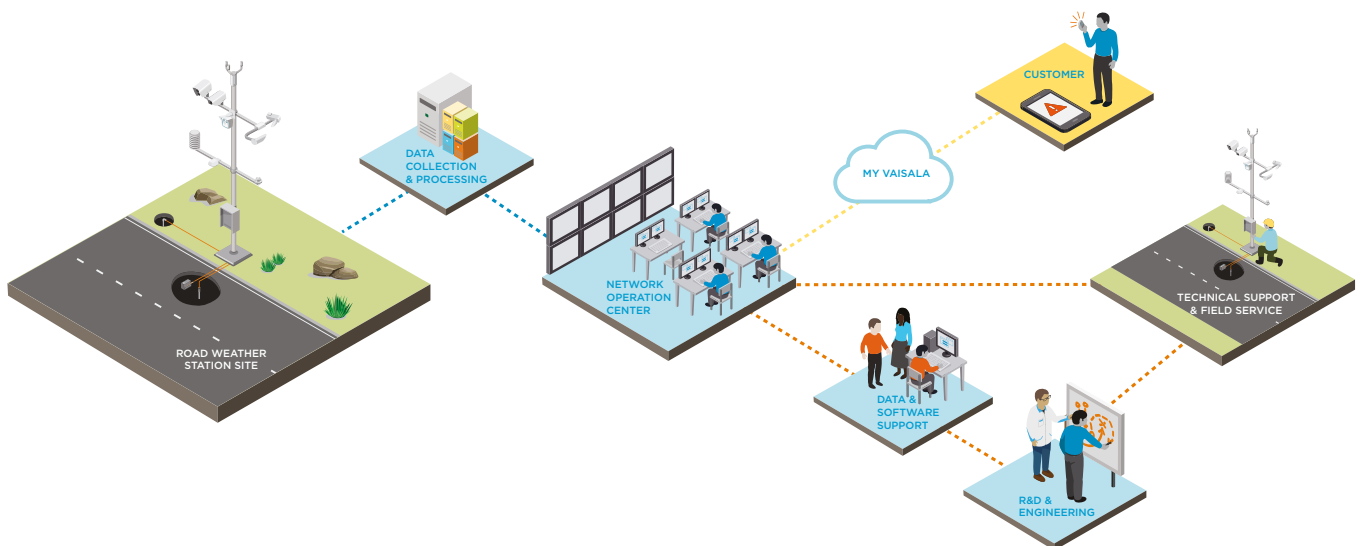 ROAD WEATHER
STATION SITE
DATA
COLLECTION
& PROCESSING
NETWORK
OPERATION
CENTER
MY VAISALA
CUSTOMER
TECHNICAL SUPPORT
& FIELD SERVICE
DATA &
SOFTWARE
SUPPORT
R&D &
ENGINEERING